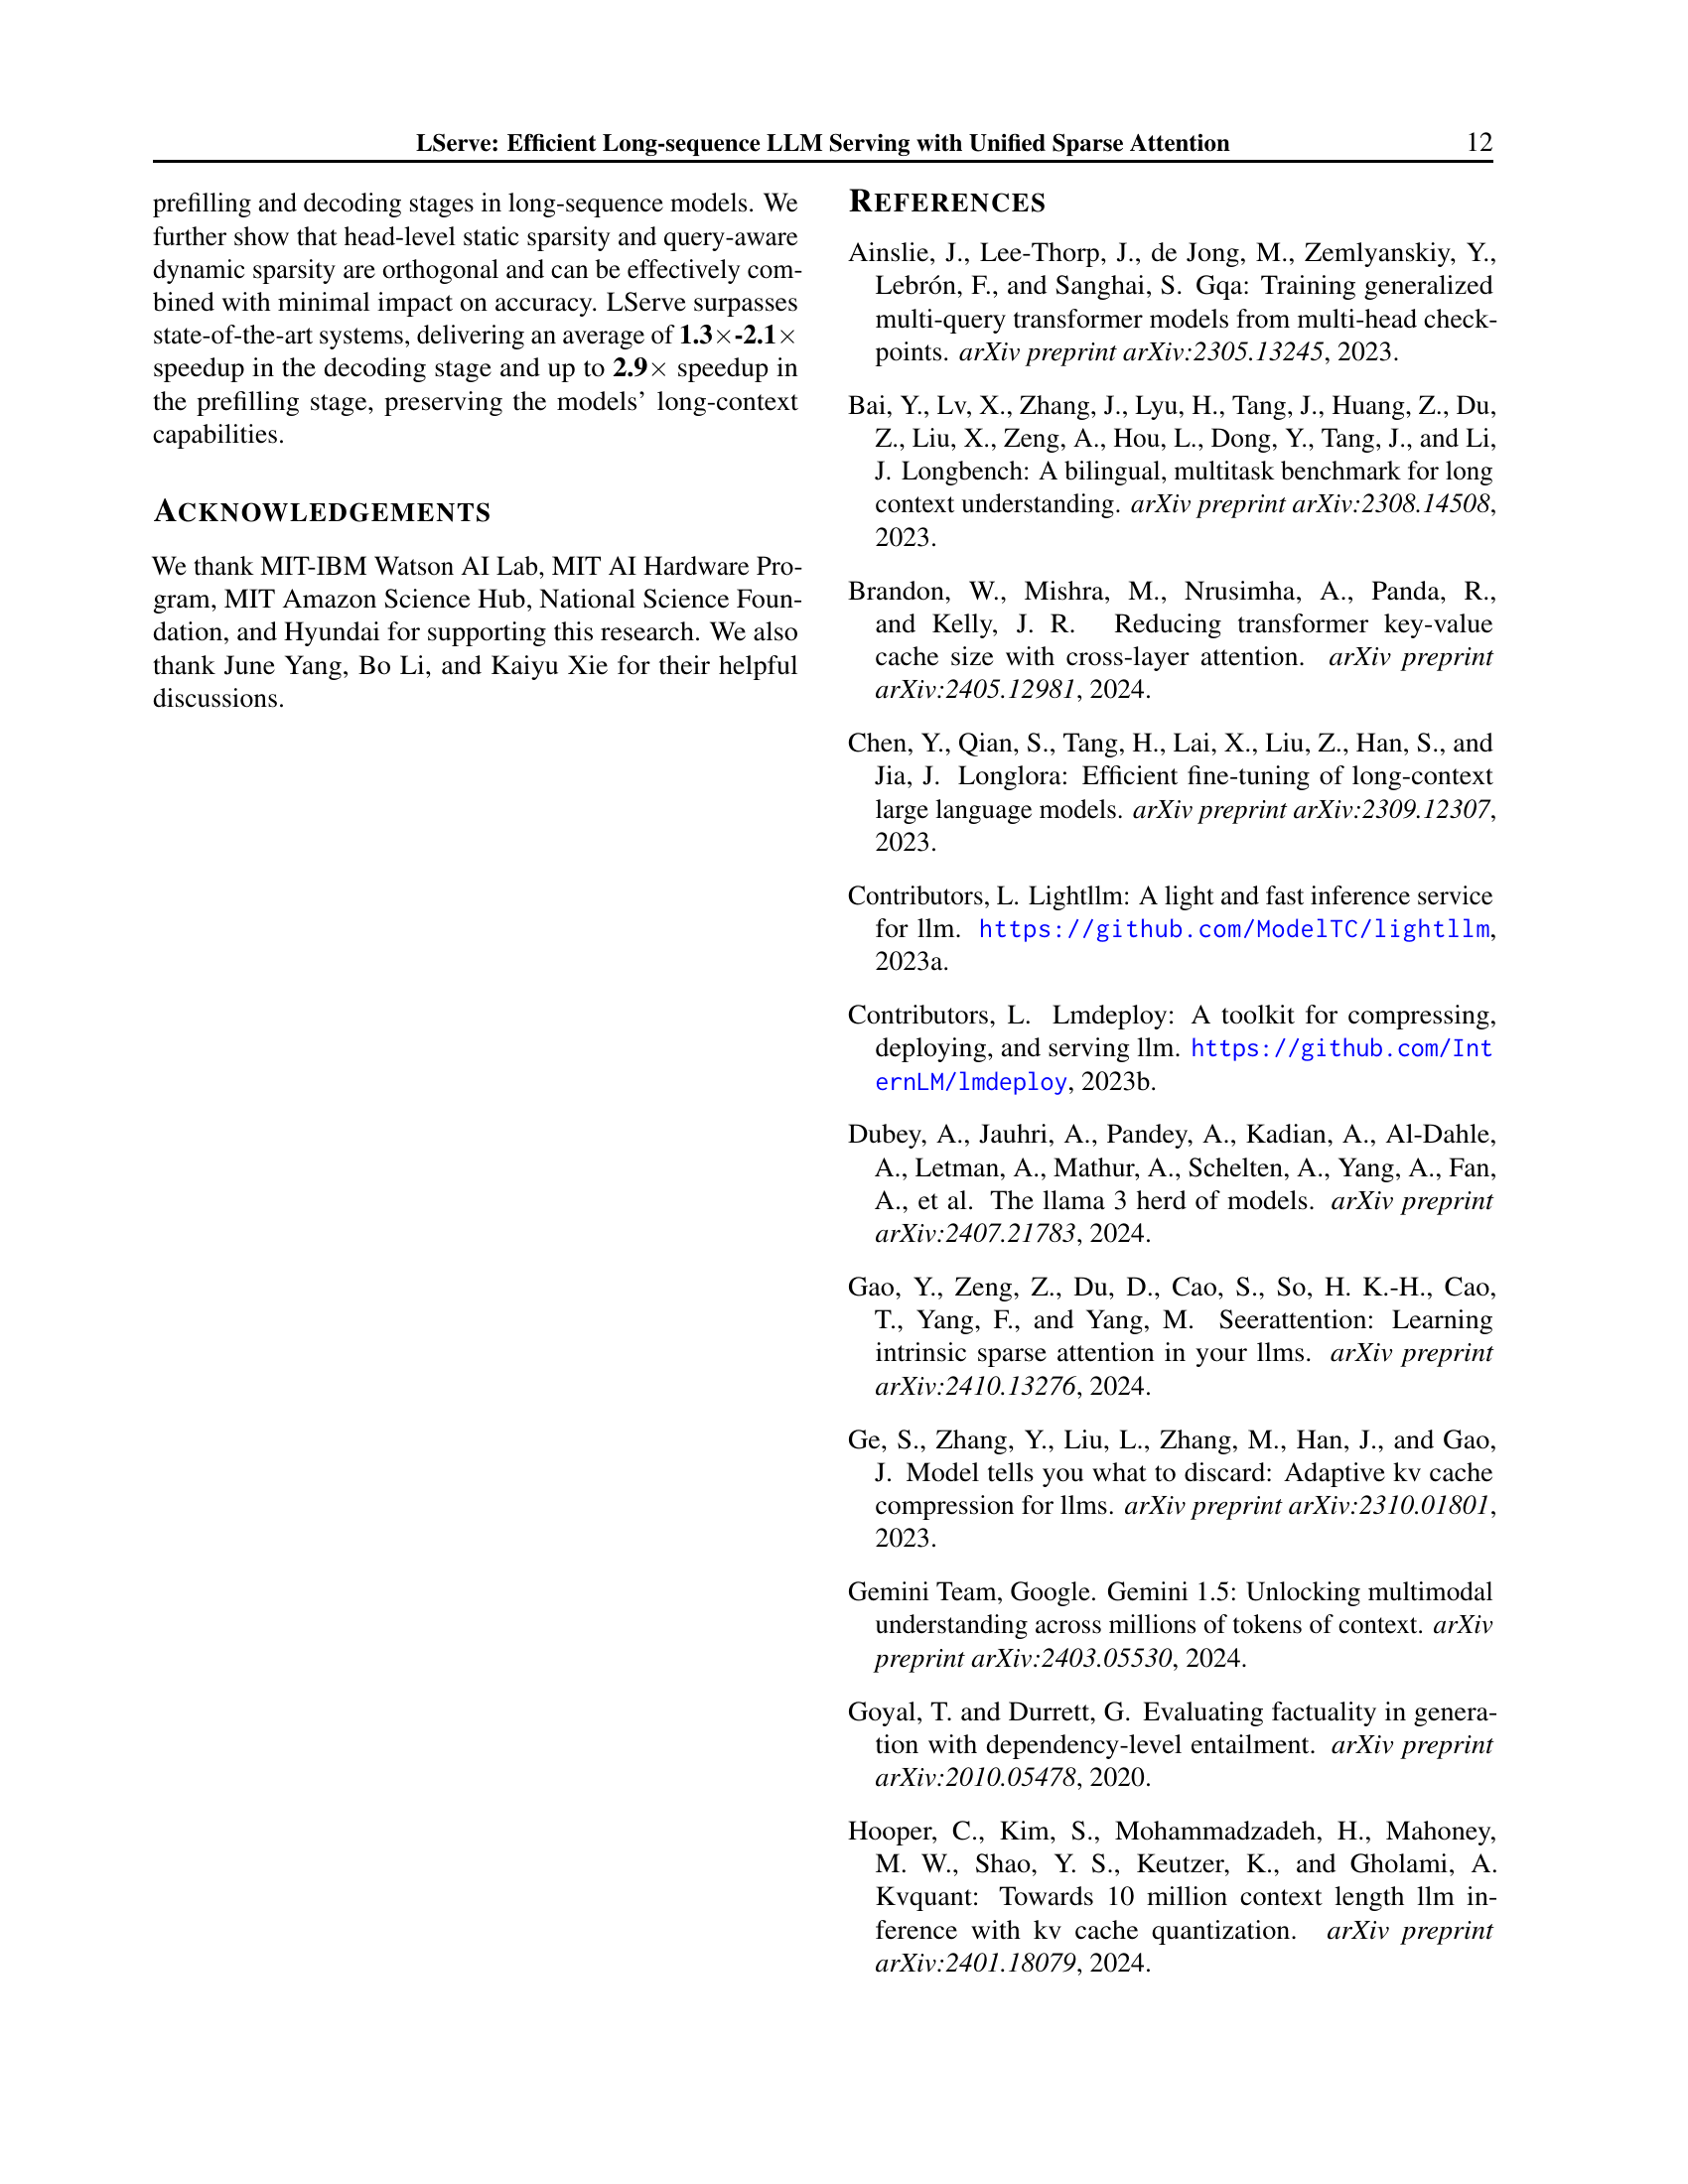 LServe: Efficient Long-sequence LLM Serving with Unified Sparse Attention 12
prefilling and decoding stages in long-sequence models. We
further show that head-level static sparsity and query-aware
dynamic sparsity are orthogonal and can be effectively com-
bined with minimal impact on accuracy. LServe surpasses
state-of-the-art systems, delivering an average of 1.3×-2.1×
speedup in the decoding stage and up to 2.9× speedup in
the prefilling stage, preserving the models’ long-context
capabilities.
ACKNOWLEDGEMENTS
We thank MIT-IBM Watson AI Lab, MIT AI Hardware Pro-
gram, MIT Amazon Science Hub, National Science Foun-
dation, and Hyundai for supporting this research. We also
thank June Yang, Bo Li, and Kaiyu Xie for their helpful
discussions.
REFERENCES
Ainslie, J., Lee-Thorp, J., de Jong, M., Zemlyanskiy, Y.,
Lebrón, F., and Sanghai, S. Gqa: Training generalized
multi-query transformer models from multi-head check-
points. arXiv preprint arXiv:2305.13245, 2023.
Bai, Y., Lv, X., Zhang, J., Lyu, H., Tang, J., Huang, Z., Du,
Z., Liu, X., Zeng, A., Hou, L., Dong, Y., Tang, J., and Li,
J. Longbench: A bilingual, multitask benchmark for long
context understanding. arXiv preprint arXiv:2308.14508,
2023.
Brandon, W., Mishra, M., Nrusimha, A., Panda, R.,
and Kelly, J. R. Reducing transformer key-value
cache size with cross-layer attention. arXiv preprint
arXiv:2405.12981, 2024.
Chen, Y., Qian, S., Tang, H., Lai, X., Liu, Z., Han, S., and
Jia, J. Longlora: Efficient fine-tuning of long-context
large language models. arXiv preprint arXiv:2309.12307,
2023.
Contributors, L. Lightllm: A light and fast inference service
for llm. https://github.com/ModelTC/lightllm,
2023a.
Contributors, L. Lmdeploy: A toolkit for compressing,
deploying, and serving llm. https://github.com/Int
ernLM/lmdeploy, 2023b.
Dubey, A., Jauhri, A., Pandey, A., Kadian, A., Al-Dahle,
A., Letman, A., Mathur, A., Schelten, A., Yang, A., Fan,
A., et al. The llama 3 herd of models. arXiv preprint
arXiv:2407.21783, 2024.
Gao, Y., Zeng, Z., Du, D., Cao, S., So, H. K.-H., Cao,
T., Yang, F., and Yang, M. Seerattention: Learning
intrinsic sparse attention in your llms. arXiv preprint
arXiv:2410.13276, 2024.
Ge, S., Zhang, Y., Liu, L., Zhang, M., Han, J., and Gao,
J. Model tells you what to discard: Adaptive kv cache
compression for llms. arXiv preprint arXiv:2310.01801,
2023.
Gemini Team, Google. Gemini 1.5: Unlocking multimodal
understanding across millions of tokens of context. arXiv
preprint arXiv:2403.05530, 2024.
Goyal, T. and Durrett, G. Evaluating factuality in genera-
tion with dependency-level entailment. arXiv preprint
arXiv:2010.05478, 2020.
Hooper, C., Kim, S., Mohammadzadeh, H., Mahoney,
M. W., Shao, Y. S., Keutzer, K., and Gholami, A.
Kvquant: Towards 10 million context length llm in-
ference with kv cache quantization. arXiv preprint
arXiv:2401.18079, 2024.